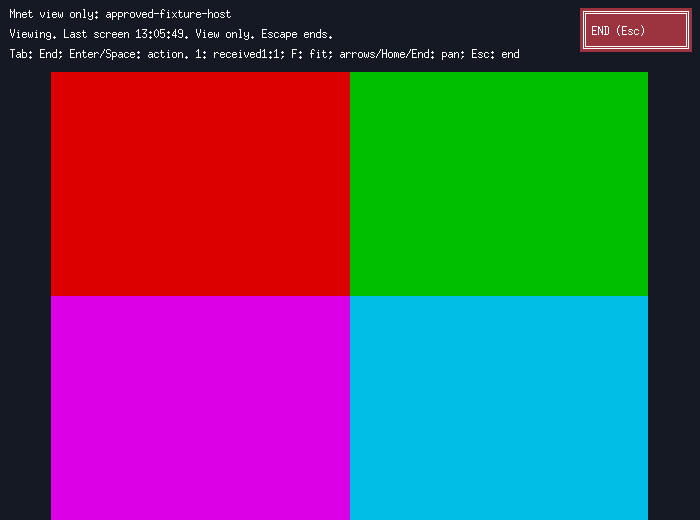 Mnet view only: approved-fixture-host
END (Esc)
Viewing. Last screen 13:05:49. View only. Escape ends.
Tab: End; Enter/Space: action. 1: received1:1; F: fit; arrows/Home/End: pan; Esc: end